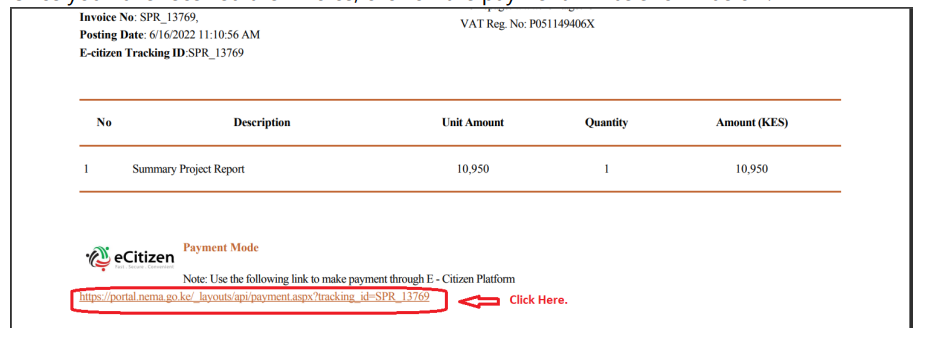 Invoice No: SPR_13769,
VAT Reg. No: P051149406X
Posting Date: 6/16/2022 11:10:56 AM
E-citizen Tracking ID:SPR_13769
No Description Unit Amount Quantity Amount (KES)
1 Summary Project Report 10,950 1 10,950
eCitizen
Fast . Secure . Convenient
Payment Mode
Note: Use the following link to make payment through E - Citizen Platform
https://portal.nema.go.ke/_layouts/api/payment.aspx?tracking_id=SPR_13769
Click Here.